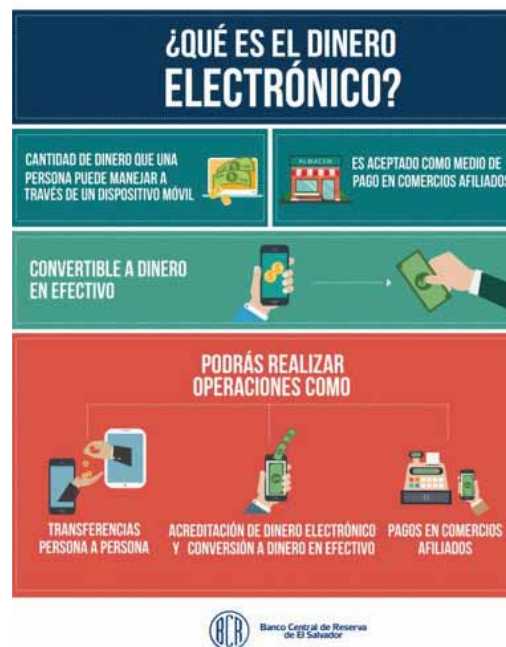 ¿QUÉ ES EL DINERO
ELECTRÓNICO?
CANTIDAD DE DINERO QUE UNA
PERSONA PUEDE MANEJAR A
TRAVÉS DE UN DISPOSITIVO MÓVIL
ALMACEN
ES ACEPTADO COMO MEDIO DE
PAGO EN COMERCIOS AFILIADOS
CONVERTIBLE A DINERO
EN EFECTIVO
PODRÁS REALIZAR
OPERACIONES COMO
TRANSFERENCIAS
PERSONA A PERSONA
ACREDITACIÓN DE DINERO ELECTRÓNICO
Y CONVERSIÓN A DINERO EN EFECTIVO
PAGOS EN COMERCIOS
AFILIADOS
BCR
Banco Central de Reserva
de El Salvador